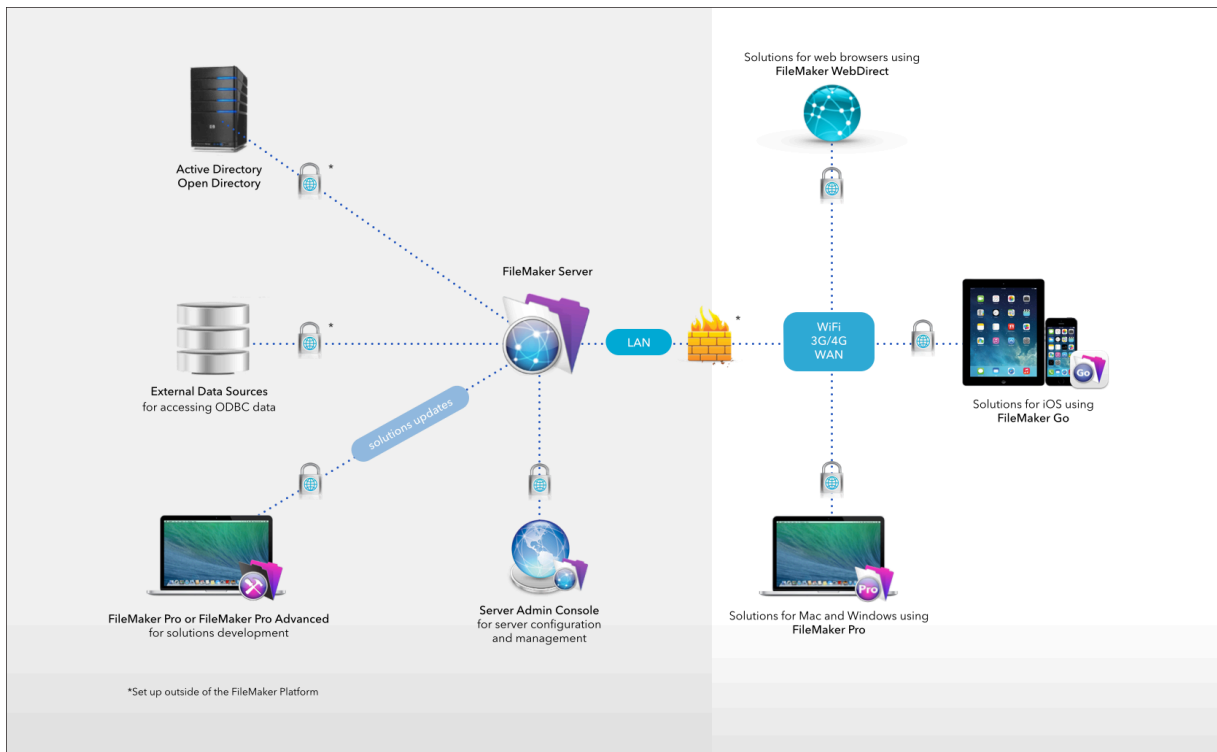 Solutions for web browsers using
FileMaker WebDirect
Active Directory
Open Directory
*
FileMaker Server
*
External Data Sources
for accessing ODBC data
LAN
*
WiFi
3G/4G
WAN
Go
Solutions for iOS using
FileMaker Go
solutions updates
FileMaker Pro or FileMaker Pro Advanced
for solutions development
Server Admin Console
for server configuration
and management
Pro
Solutions for Mac and Windows using
FileMaker Pro
*Set up outside of the FileMaker Platform